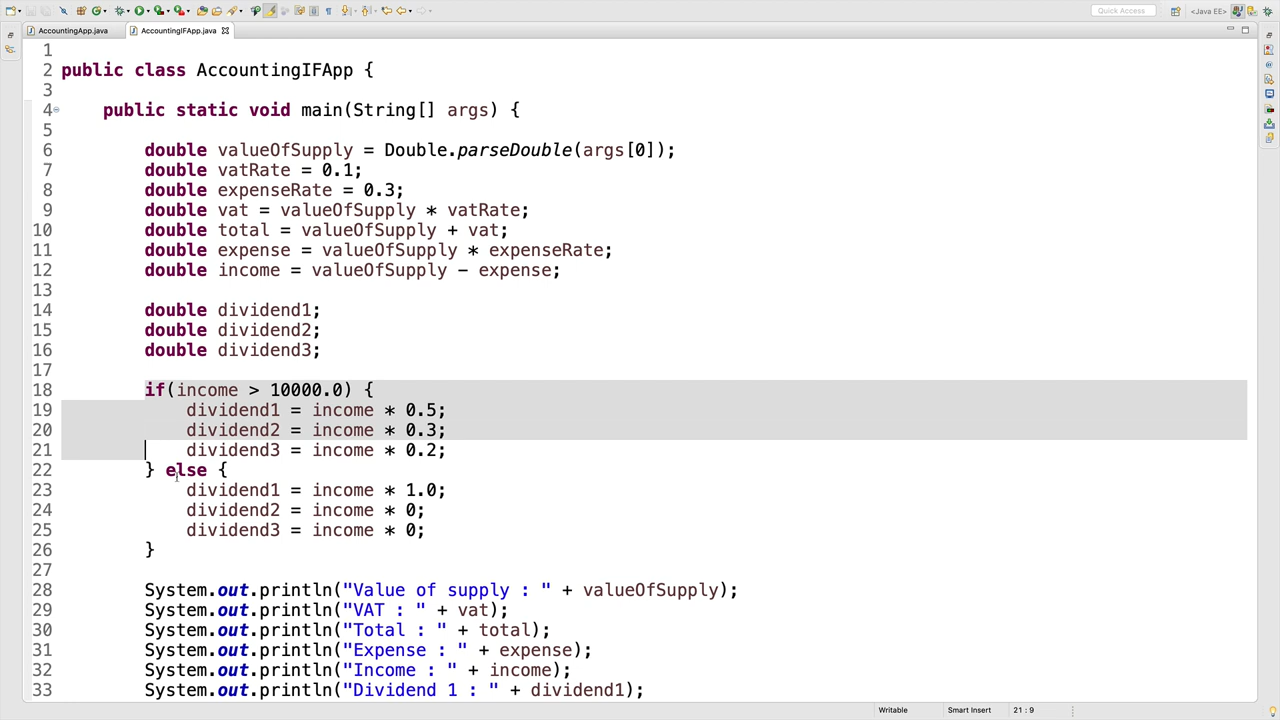 Quick Access
<Java EE>
AccountingApp.java
AccountingIFApp.java
1
2 public class AccountingIFApp {
3
4 public static void main(String[] args) {
5
6 double valueOfSupply = Double.parseDouble(args[0]);
7 double vatRate = 0.1;
8 double expenseRate = 0.3;
9 double vat = valueOfSupply * vatRate;
10 double total = valueOfSupply + vat;
11 double expense = valueOfSupply * expenseRate;
12 double income = valueOfSupply - expense;
13
14 double dividend1;
15 double dividend2;
16 double dividend3;
17
18 if(income > 10000.0) {
19 dividend1 = income * 0.5;
20 dividend2 = income * 0.3;
21 dividend3 = income * 0.2;
22 } else {
23 dividend1 = income * 1.0;
24 dividend2 = income * 0;
25 dividend3 = income * 0;
26 }
27
28 System.out.println("Value of supply : " + valueOfSupply);
29 System.out.println("VAT : " + vat);
30 System.out.println("Total : " + total);
31 System.out.println("Expense : " + expense);
32 System.out.println("Income : " + income);
33 System.out.println("Dividend 1 : " + dividend1);
Writable
Smart Insert
21 : 9